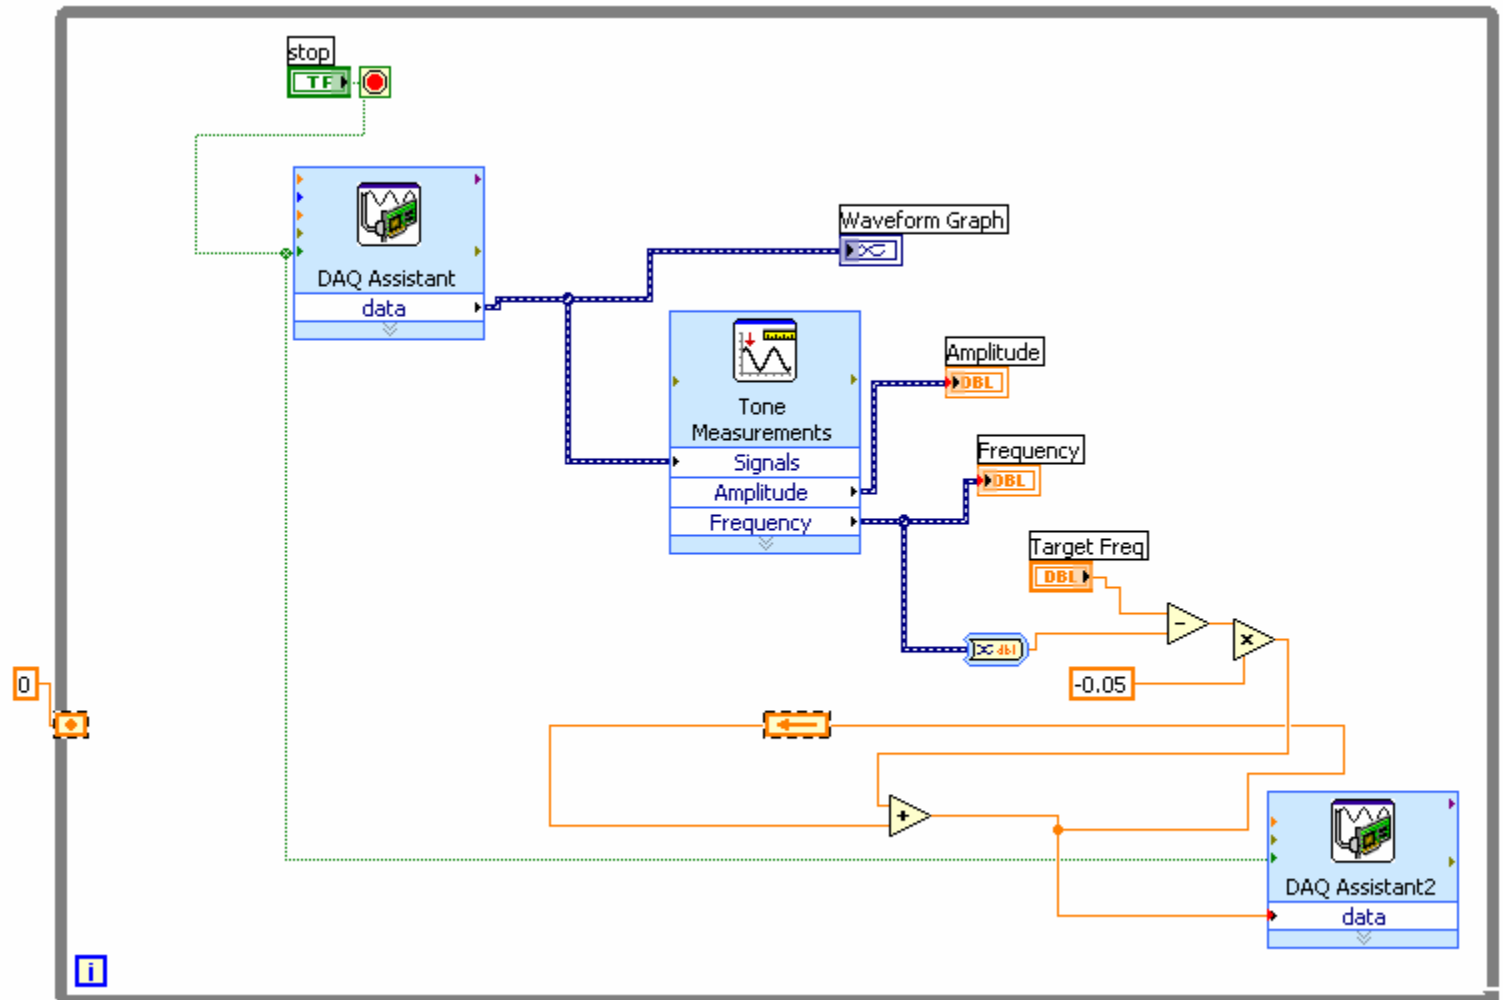 stop
TF
DAQ Assistant
data
Waveform Graph
Tone
Measurements
Signals
Amplitude
Frequency
Amplitude
DBL
Frequency
DBL
Target Freq
DBL
dbl
-
x
-0.05
0
+
DAQ Assistant2
data
i